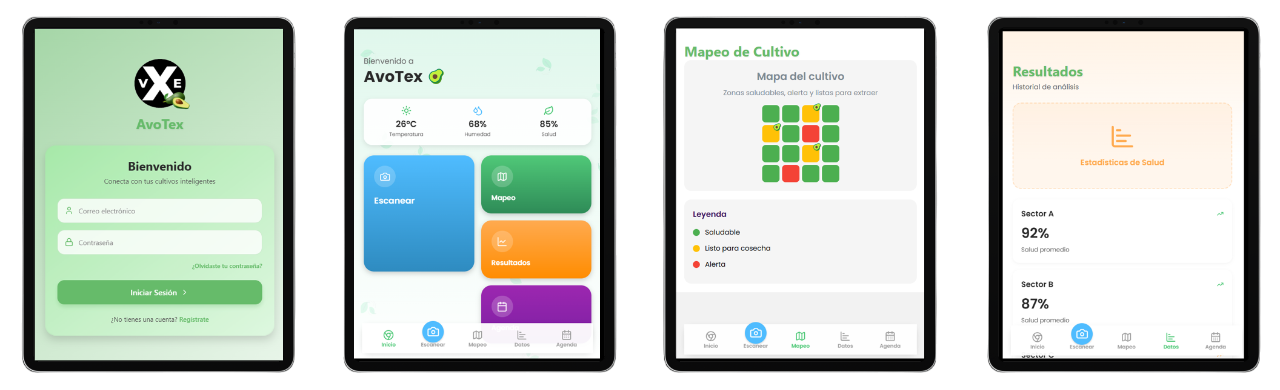 V X E
AvoTex
Bienvenido
Conecta con tus cultivos inteligentes
Correo electrónico
Contraseña
¿Olvidaste tu contraseña?
Iniciar Sesión
¿No tienes una cuenta? Regístrate
Bienvenido a
AvoTex
26°C
68%
85%
Temperatura
Humedad
Salud
Escanear
Mapeo
Resultados
Inicio
Escanear
Mapeo
Datos
Agenda
Mapeo de Cultivo
Mapa del cultivo
Zonas saludables, alerta y listas para extraer
Leyenda
Saludable
Listo para cosecha
Alerta
Inicio
Escanear
Mapeo
Datos
Agenda
Resultados
Historial de análisis
Estadísticas de Salud
Sector A
92%
Salud promedio
Sector B
87%
Salud promedio
Inicio
Escanear
Mapeo
Datos
Agenda